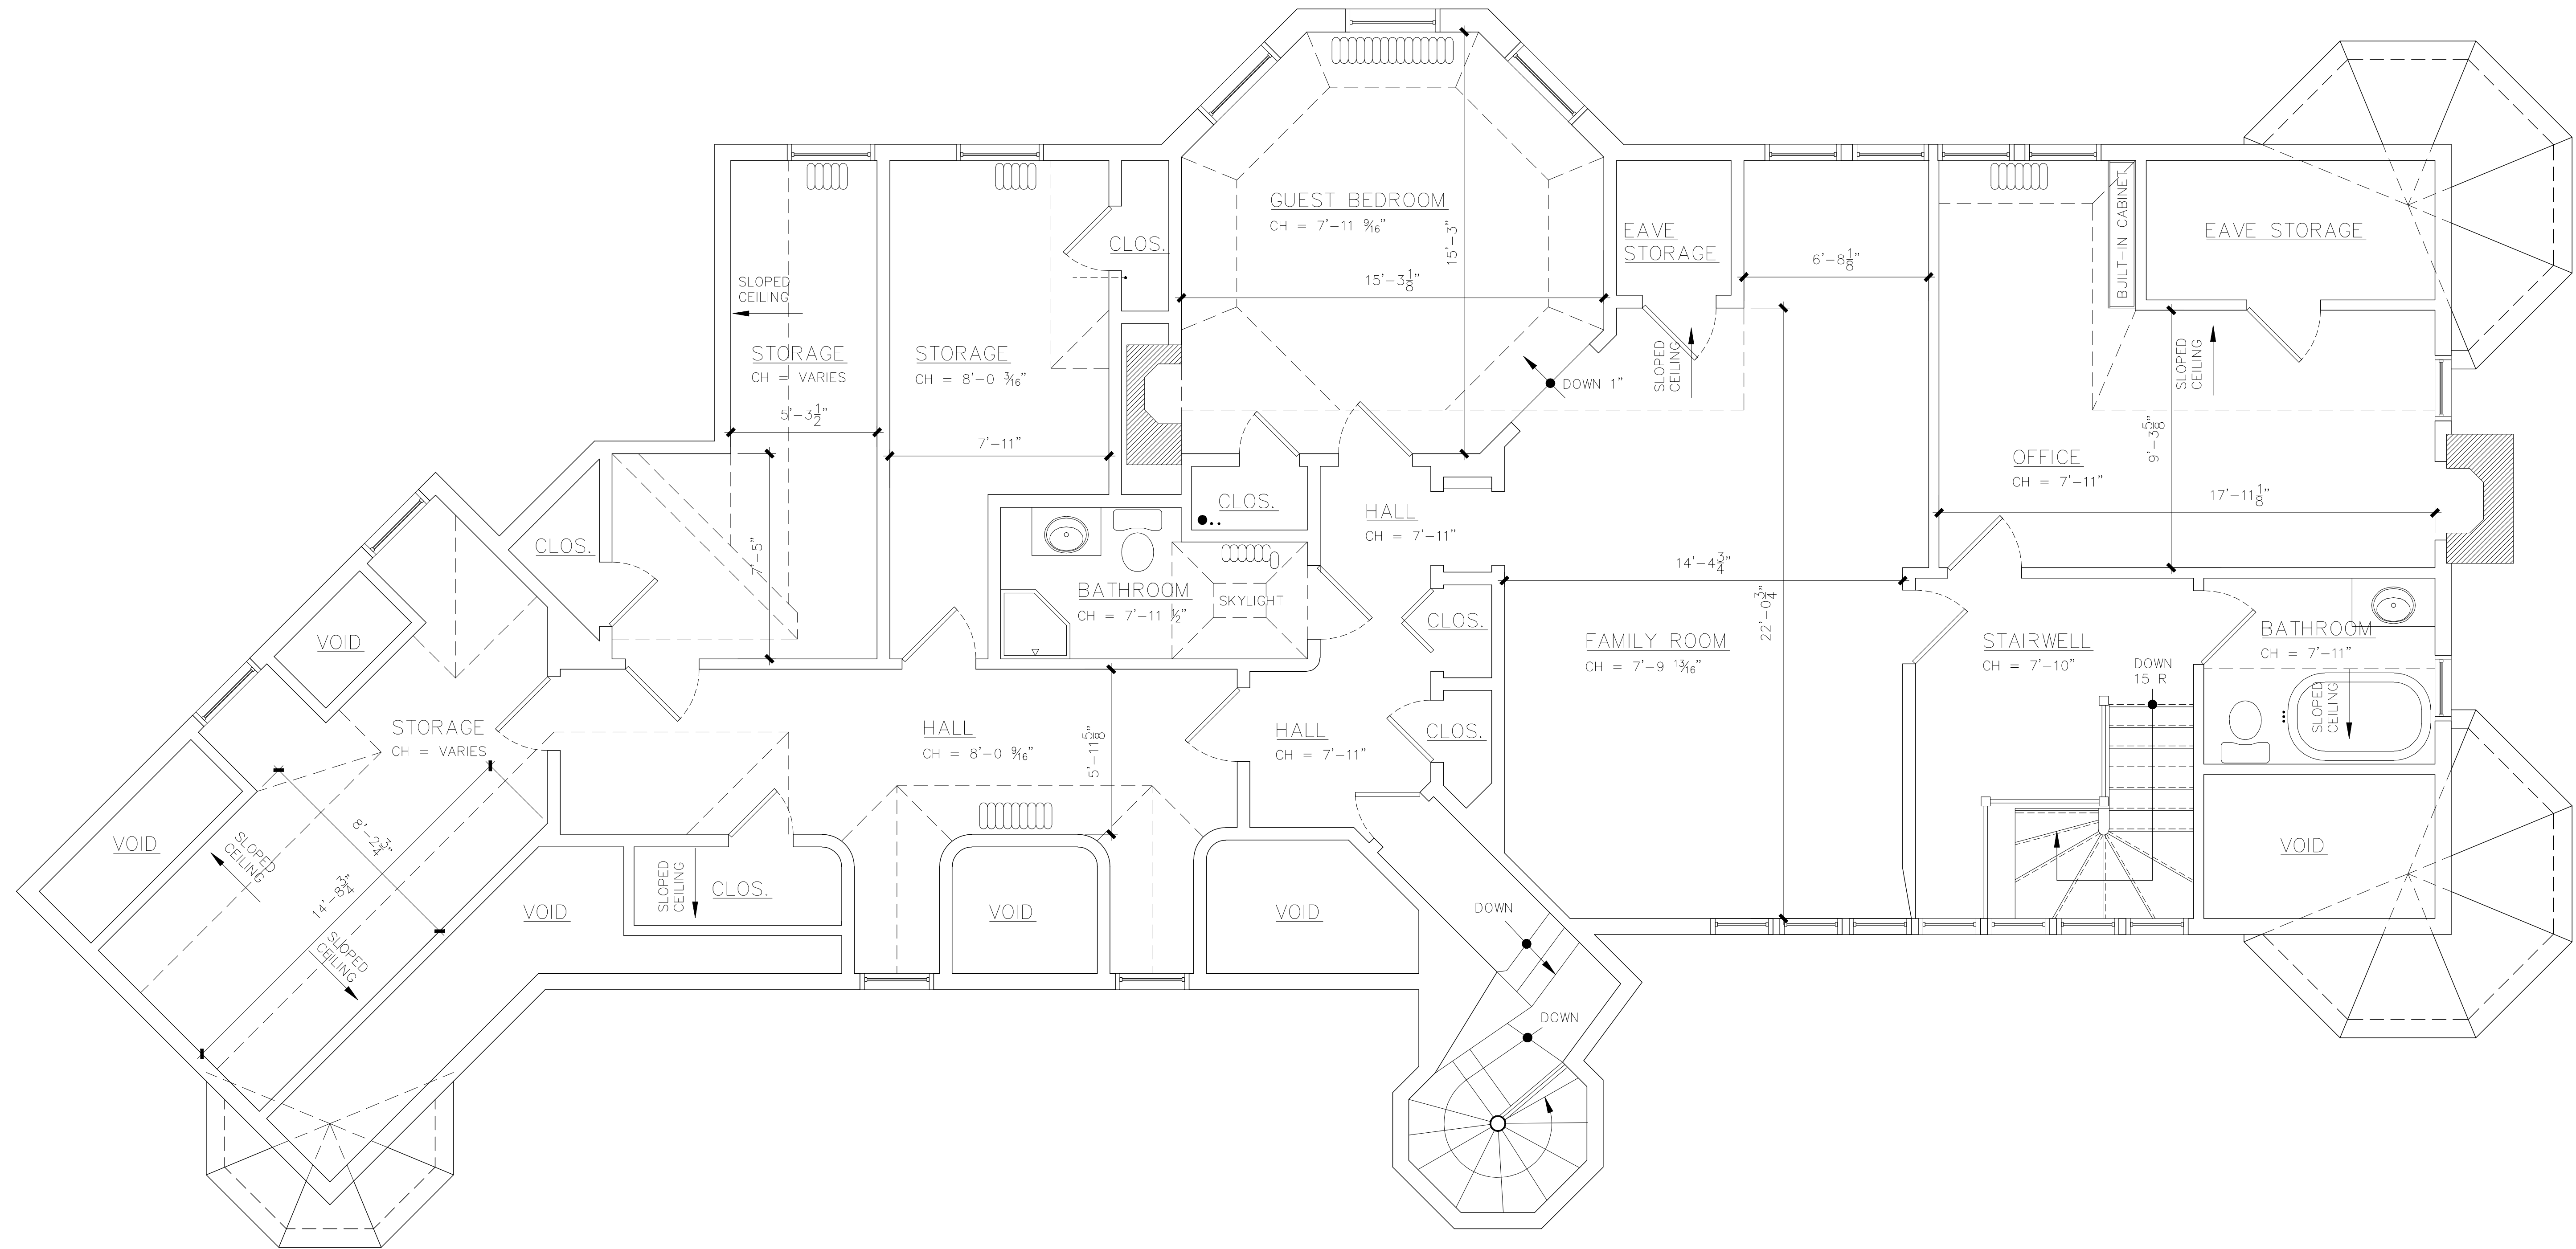 GUEST BEDROOM
CH = 7'-11 9/16"
15'-3"
15'-3 1/8"
CLOS.
EAVE
STORAGE
6'-8 1/8"
BUILT-IN CABINET
EAVE STORAGE
SLOPED
CEILING
STORAGE
CH = VARIES
5'-3 1/2"
STORAGE
CH = 8'-0 3/16"
7'-11"
DOWN 1"
SLOPED
CEILING
SLOPED
CEILING
9'-3 5/8"
OFFICE
CH = 7'-11"
17'-11 1/8"
CLOS.
7'-5"
CLOS.
HALL
CH = 7'-11"
BATHROOM
CH = 7'-11 1/2"
SKYLIGHT
14'-4 3/4"
22'-0 3/4"
CLOS.
FAMILY ROOM
CH = 7'-9 13/16"
STAIRWELL
CH = 7'-10"
BATHROOM
CH = 7'-11"
DOWN
15 R
SLOPED
CEILING
VOID
STORAGE
CH = VARIES
HALL
CH = 8'-0 9/16"
5'-11 5/8"
HALL
CH = 7'-11"
CLOS.
VOID
SLOPED
CEILING
8'-2 3/4"
14'-8 3/4"
SLOPED
CEILING
VOID
SLOPED
CEILING
CLOS.
VOID
VOID
VOID
DOWN
DOWN